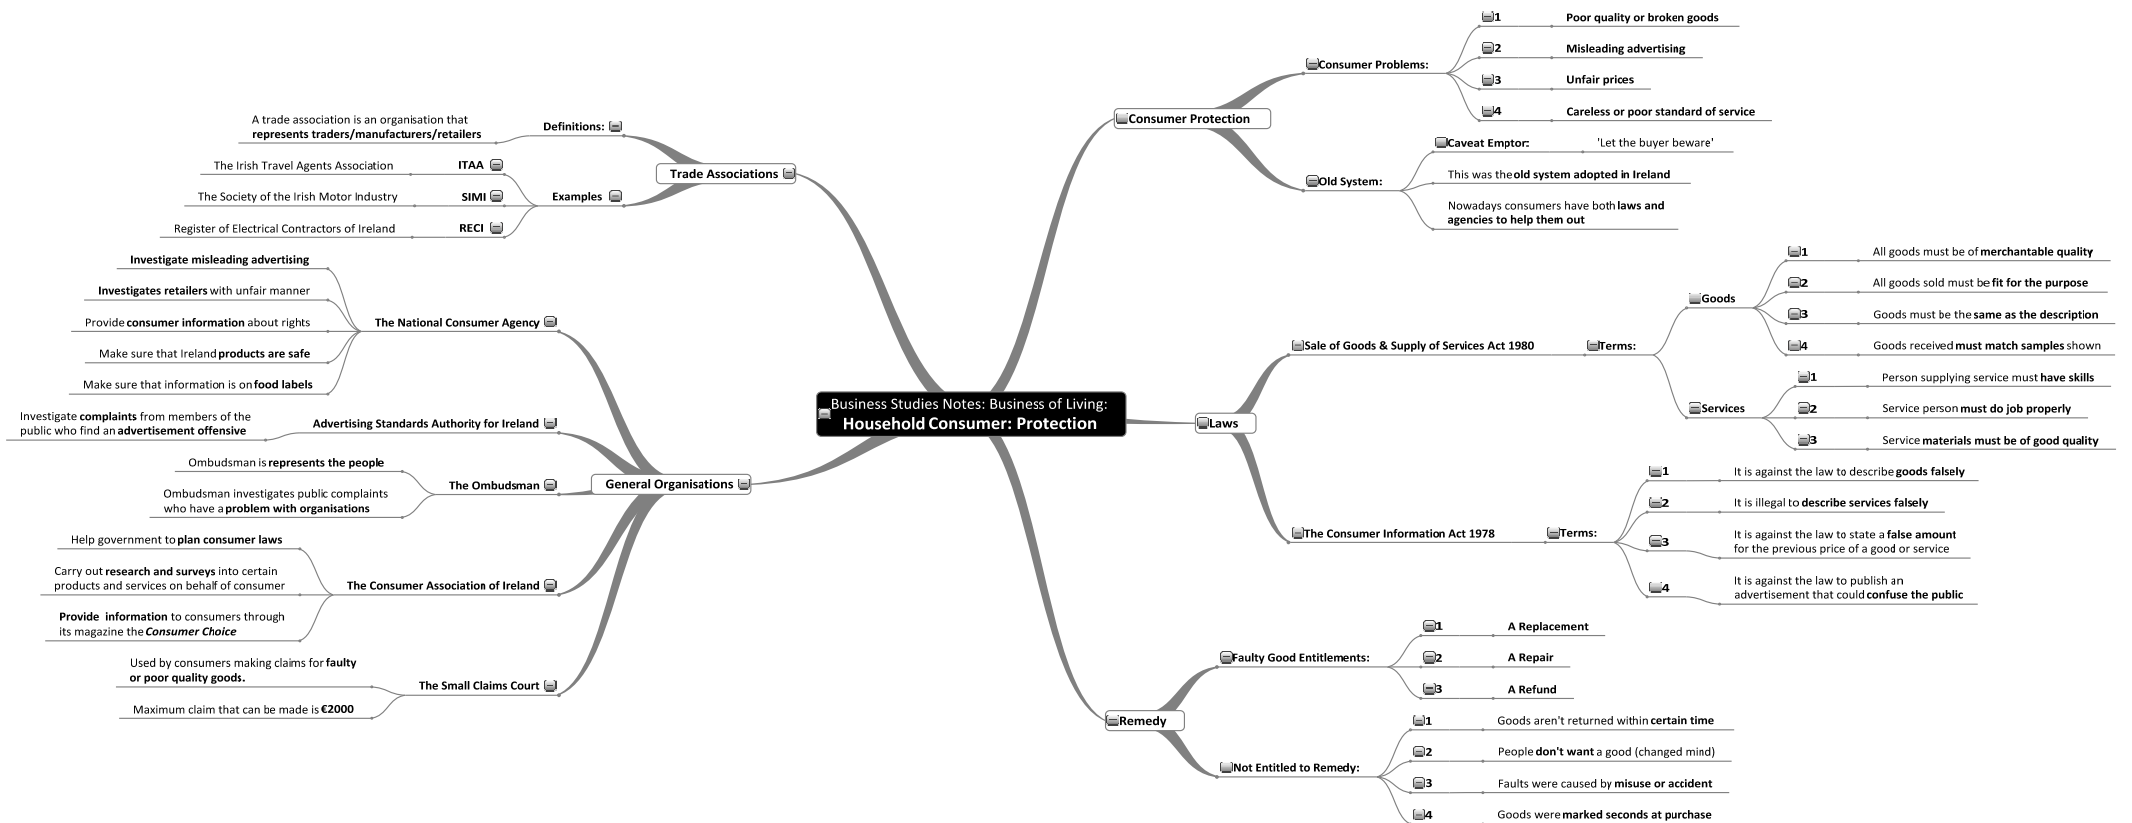 Business Studies Notes: Business of Living:
Household Consumer: Protection
Consumer Protection
Consumer Problems:
1 Poor quality or broken goods
2 Misleading advertising
3 Unfair prices
4 Careless or poor standard of service
Old System:
Caveat Emptor: 'Let the buyer beware'
This was the old system adopted in Ireland
Nowadays consumers have both laws and
agencies to help them out
Laws
Sale of Goods & Supply of Services Act 1980
Terms:
Goods
1 All goods must be of merchantable quality
2 All goods sold must be fit for the purpose
3 Goods must be the same as the description
4 Goods received must match samples shown
Services
1 Person supplying service must have skills
2 Service person must do job properly
3 Service materials must be of good quality
The Consumer Information Act 1978
Terms:
1 It is against the law to describe goods falsely
2 It is illegal to describe services falsely
3 It is against the law to state a false amount
for the previous price of a good or service
4 It is against the law to publish an
advertisement that could confuse the public
Remedy
Faulty Good Entitlements:
1 A Replacement
2 A Repair
3 A Refund
Not Entitled to Remedy:
1 Goods aren't returned within certain time
2 People don't want a good (changed mind)
3 Faults were caused by misuse or accident
4 Goods were marked seconds at purchase
Trade Associations
Definitions:
A trade association is an organisation that
represents traders/manufacturers/retailers
Examples
ITAA The Irish Travel Agents Association
SIMI The Society of the Irish Motor Industry
RECI Register of Electrical Contractors of Ireland
General Organisations
The National Consumer Agency
Investigate misleading advertising
Investigates retailers with unfair manner
Provide consumer information about rights
Make sure that Ireland products are safe
Make sure that information is on food labels
Advertising Standards Authority for Ireland
Investigate complaints from members of the
public who find an advertisement offensive
The Ombudsman
Ombudsman is represents the people
Ombudsman investigates public complaints
who have a problem with organisations
The Consumer Association of Ireland
Help government to plan consumer laws
Carry out research and surveys into certain
products and services on behalf of consumer
Provide information to consumers through
its magazine the Consumer Choice
The Small Claims Court
Used by consumers making claims for faulty
or poor quality goods.
Maximum claim that can be made is €2000